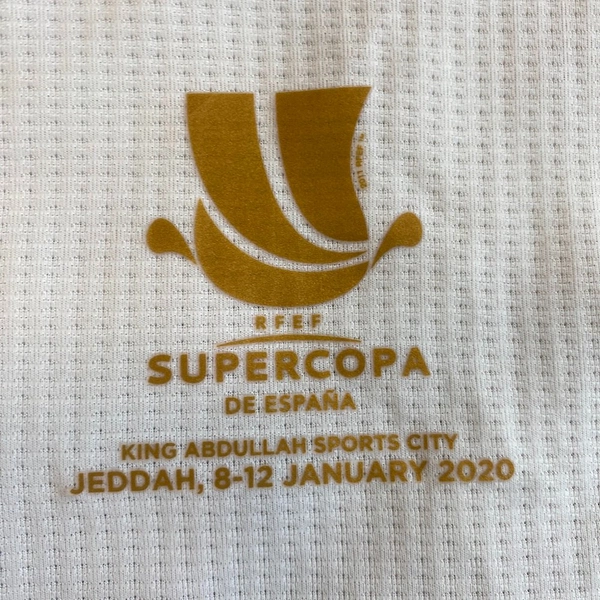 RFEF
SUPERCOPA
DE ESPAÑA
KING ABDULLAH SPORTS CITY
JEDDAH, 8-12 JANUARY 2020